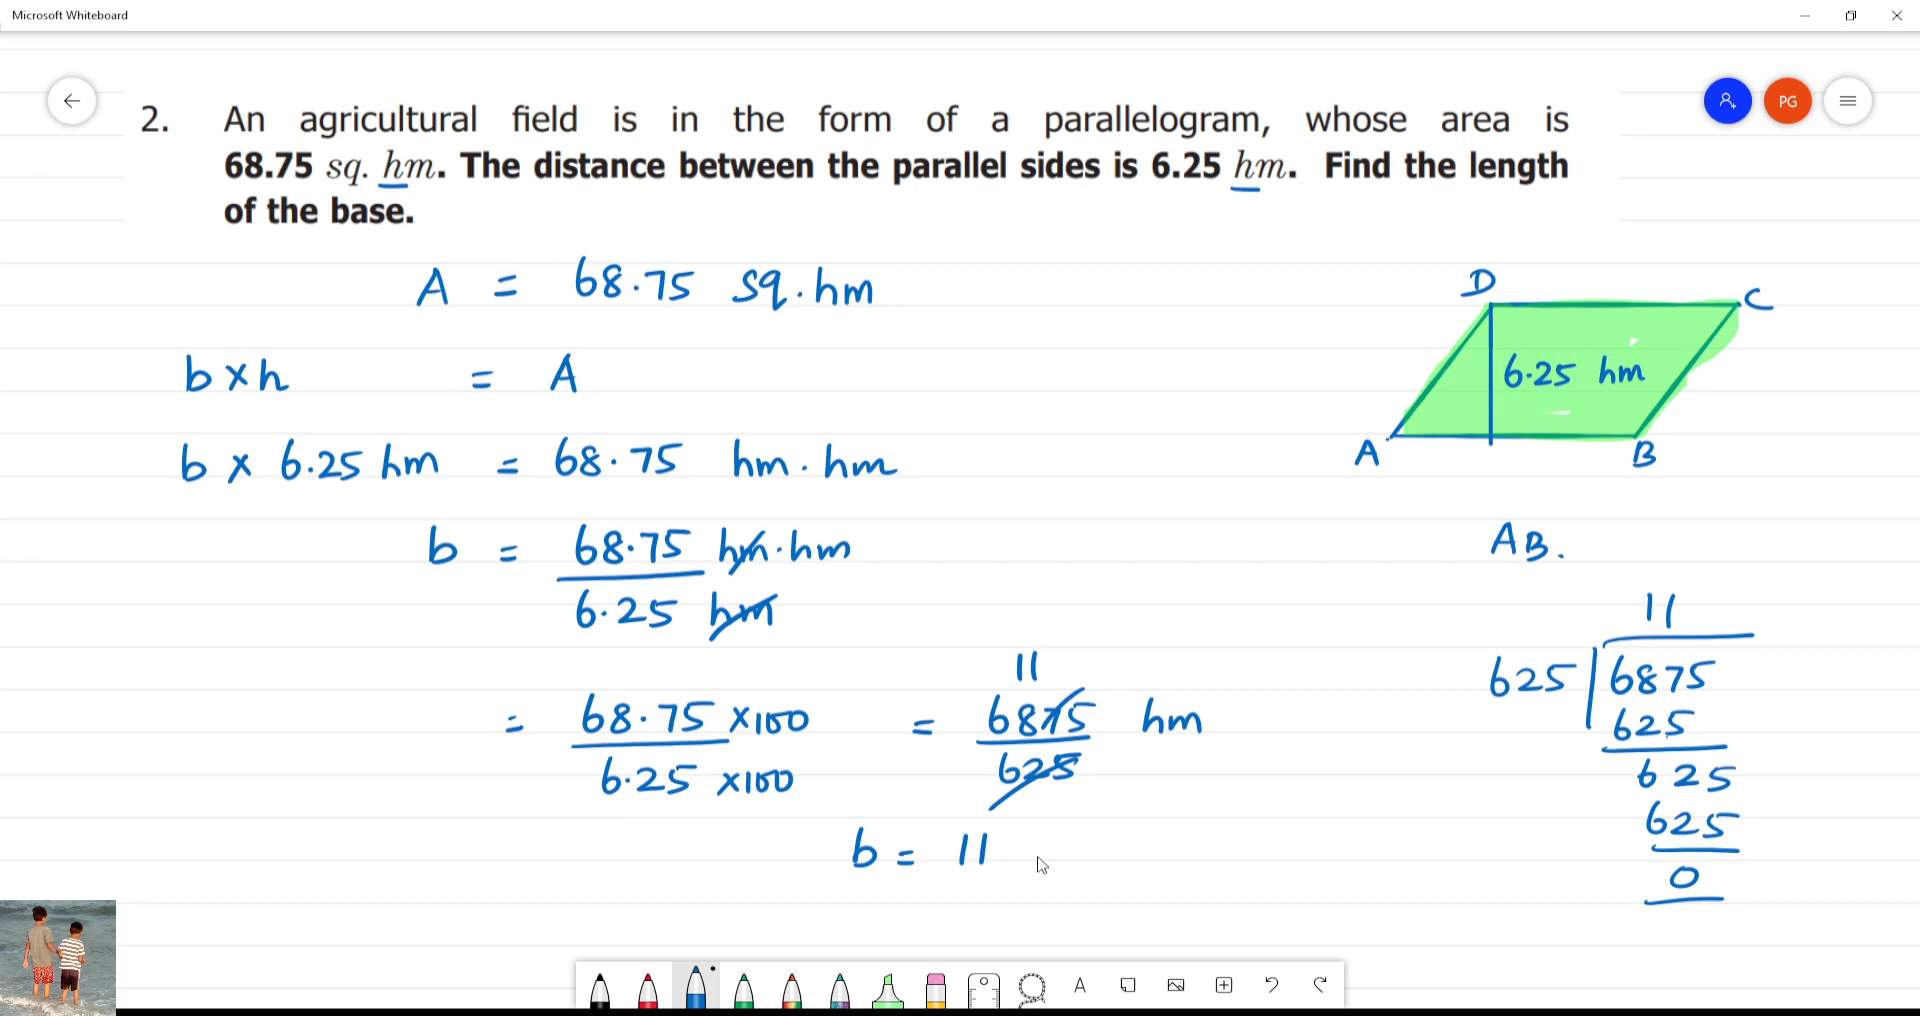 Microsoft Whiteboard
PG
2. An agricultural field is in the form of a parallelogram, whose area is
68.75 sq. hm. The distance between the parallel sides is 6.25 hm. Find the length
of the base.
A = 68.75 sq.hm
b x h = A
b x 6.25 hm = 68.75 hm . hm
b = 68.75 hm . hm
6.25 hm
= 68.75 x100 = 6875 hm
6.25 x100 625
11
b = 11
D
C
6.25 hm
A
B
AB.
11
625 6875
625
625
625
0
A